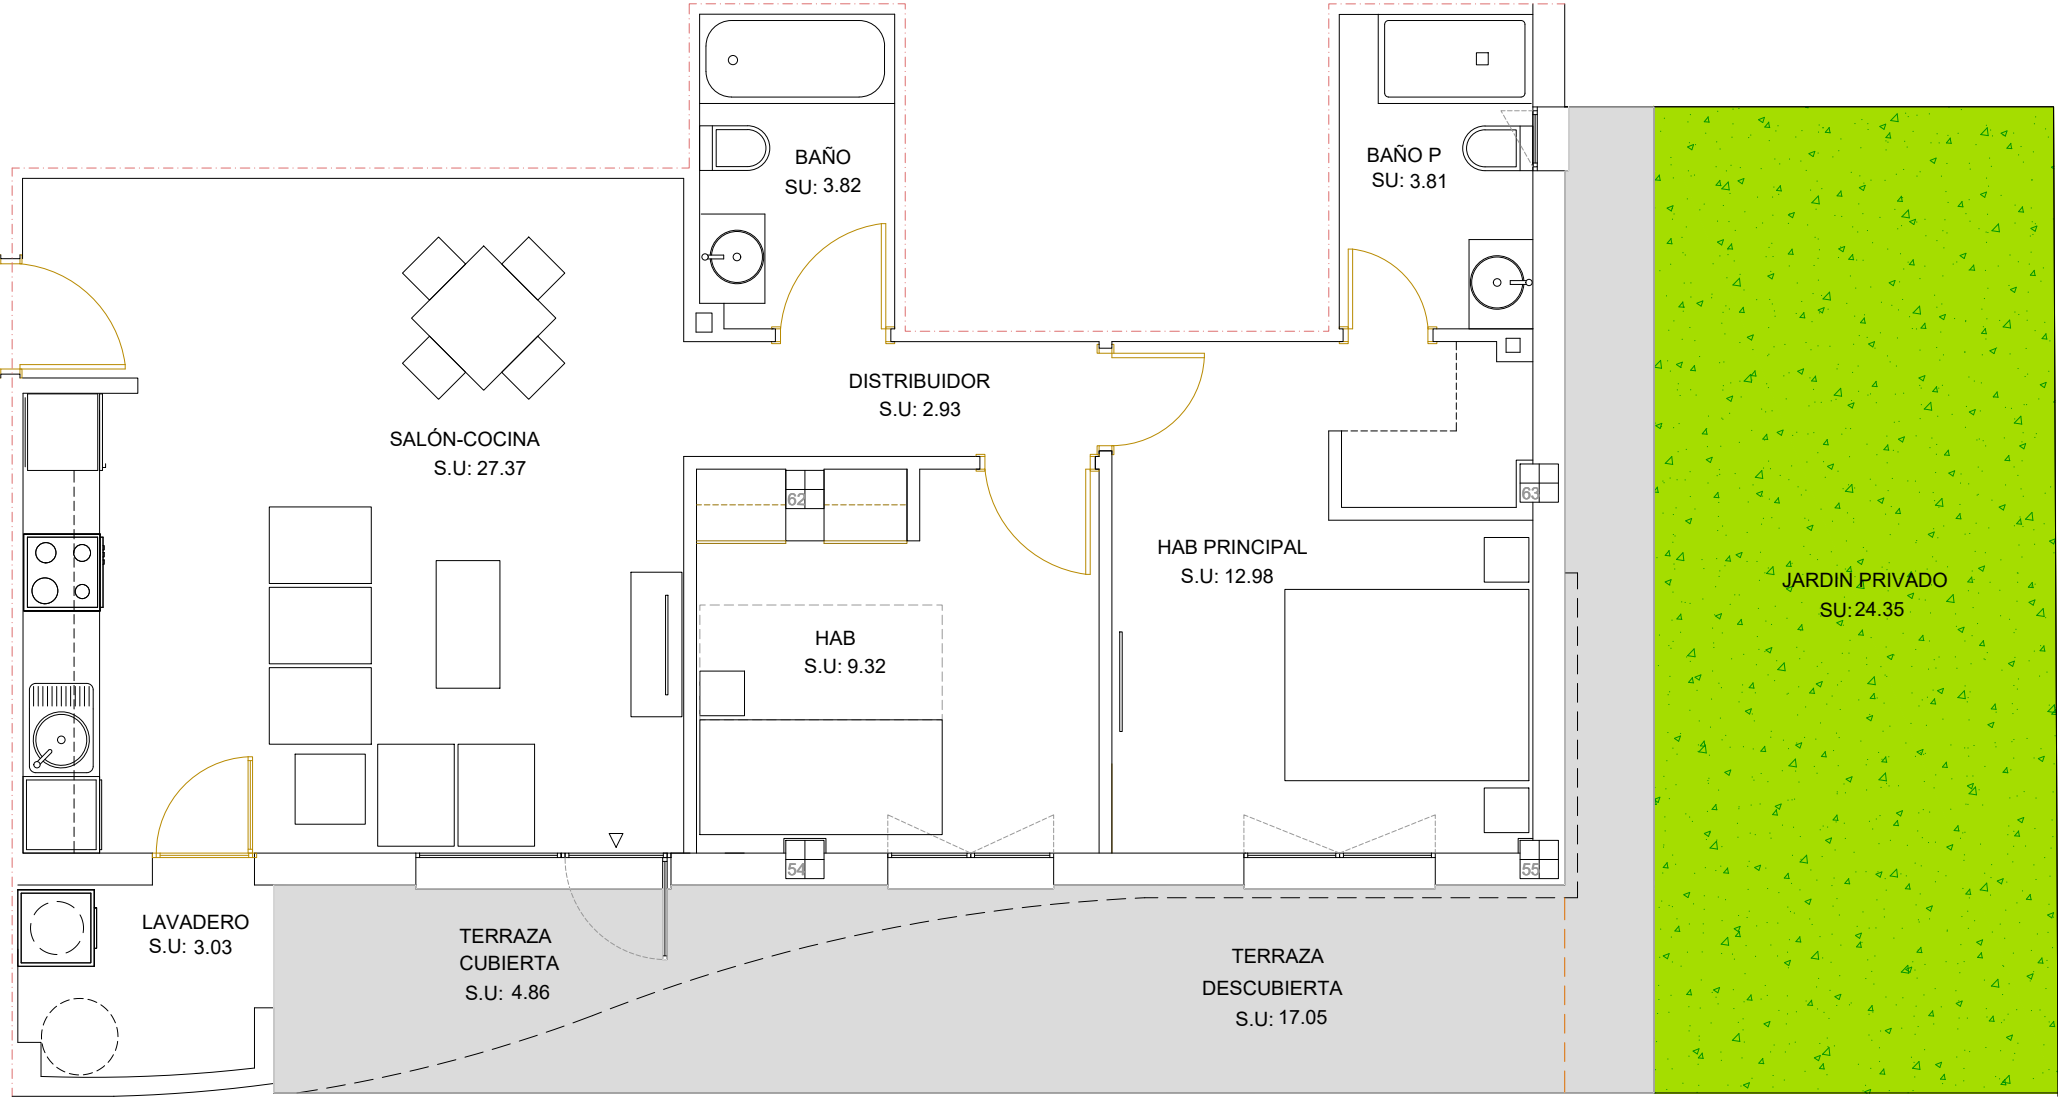 BAÑO
SU: 3.82
BAÑO P
SU: 3.81
DISTRIBUIDOR
S.U: 2.93
SALÓN-COCINA
S.U: 27.37
62
63
HAB PRINCIPAL
S.U: 12.98
JARDIN PRIVADO
SU: 24.35
HAB
S.U: 9.32
54
55
LAVADERO
S.U: 3.03
TERRAZA
CUBIERTA
S.U: 4.86
TERRAZA
DESCUBIERTA
S.U: 17.05